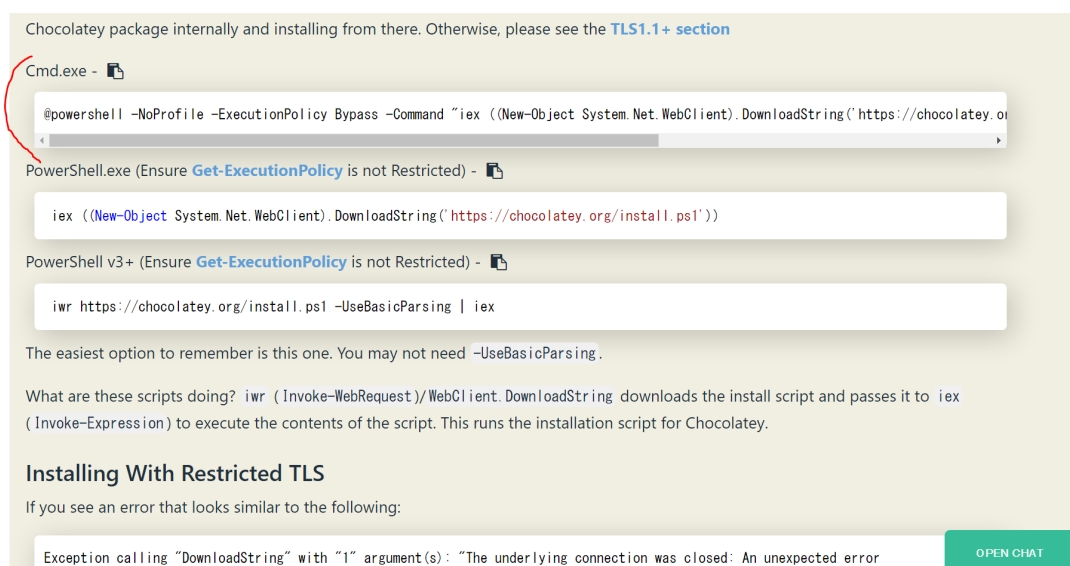 Chocolatey package internally and installing from there. Otherwise, please see the TLS1.1+ section
Cmd.exe -
@powershell -NoProfile -ExecutionPolicy Bypass -Command "iex ((New-Object System.Net.WebClient).DownloadString('https://chocolatey.or
PowerShell.exe (Ensure Get-ExecutionPolicy is not Restricted) -
iex ((New-Object System.Net.WebClient).DownloadString('https://chocolatey.org/install.ps1'))
PowerShell v3+ (Ensure Get-ExecutionPolicy is not Restricted) -
iwr https://chocolatey.org/install.ps1 -UseBasicParsing | iex
The easiest option to remember is this one. You may not need -UseBasicParsing.
What are these scripts doing? iwr (Invoke-WebRequest)/WebClient.DownloadString downloads the install script and passes it to iex
(Invoke-Expression) to execute the contents of the script. This runs the installation script for Chocolatey.
Installing With Restricted TLS
If you see an error that looks similar to the following:
Exception calling "DownloadString" with "1" argument(s): "The underlying connection was closed: An unexpected error
OPEN CHAT